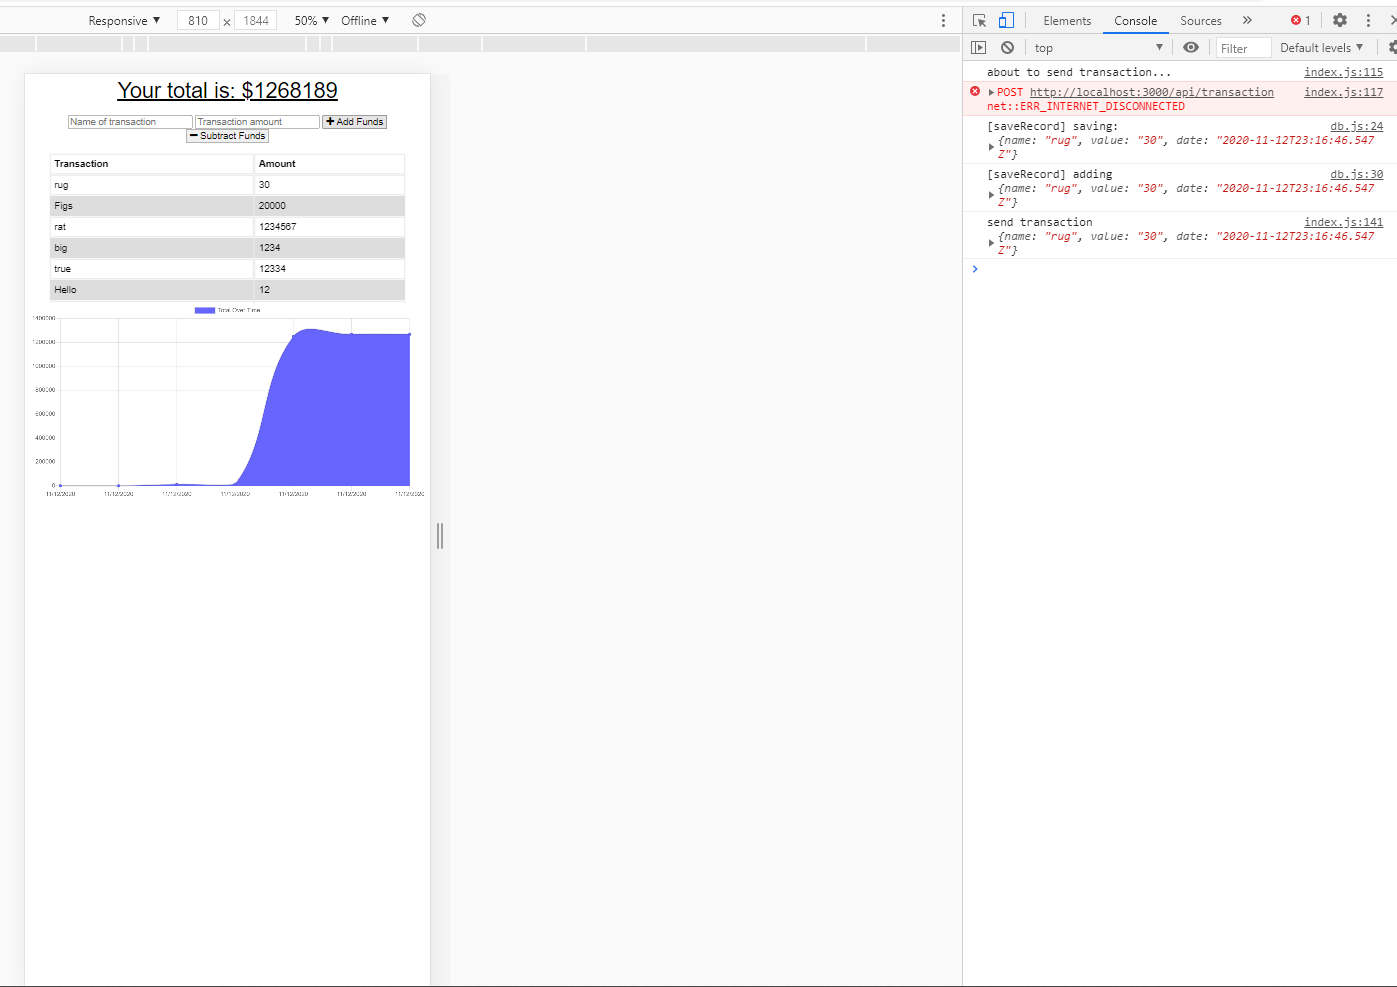 Responsive ▼ 810 × 1844 50% ▼ Offline ▼
Elements Console Sources » 1
top ▼ Filter Default levels ▼
Your total is: $1268189
Name of transaction Transaction amount + Add Funds
− Subtract Funds
Transaction Amount
rug 30
Figs 20000
rat 1234567
big 1234
true 12334
Hello 12
Total Over Time
1400000
1200000
1000000
800000
600000
400000
200000
0
11/12/2020 11/12/2020 11/12/2020 11/12/2020 11/12/2020 11/12/2020 11/12/2020
about to send transaction... index.js:115
▶POST http://localhost:3000/api/transaction index.js:117
net::ERR_INTERNET_DISCONNECTED
[saveRecord] saving: db.js:24
{name: "rug", value: "30", date: "2020-11-12T23:16:46.547
Z"}
[saveRecord] adding db.js:30
{name: "rug", value: "30", date: "2020-11-12T23:16:46.547
Z"}
send transaction index.js:141
{name: "rug", value: "30", date: "2020-11-12T23:16:46.547
Z"}